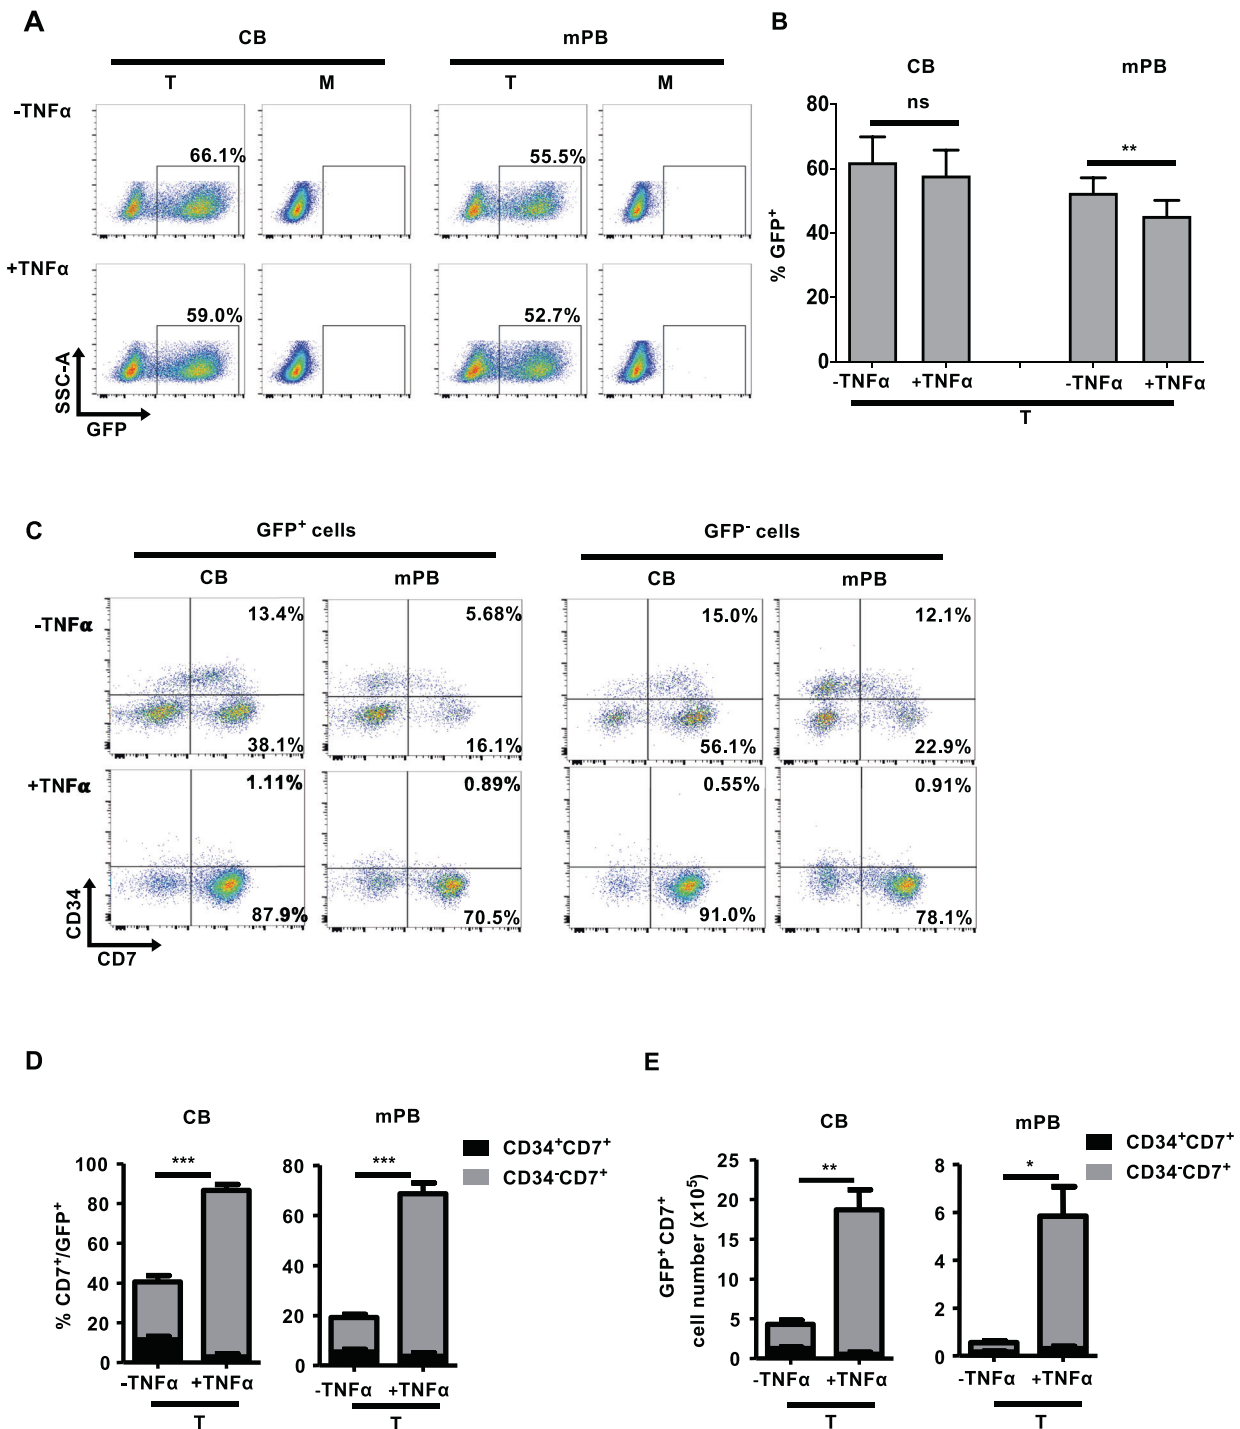 A
CB
mPB
T
M
T
M
-TNFα
66.1%
55.5%
+TNFα
59.0%
52.7%
SSC-A
GFP
B
CB
mPB
ns
**
% GFP+
80
60
40
20
0
-TNFα
+TNFα
-TNFα
+TNFα
T
C
GFP+ cells
GFP- cells
CB
mPB
CB
mPB
-TNFα
13.4%
5.68%
15.0%
12.1%
38.1%
16.1%
56.1%
22.9%
+TNFα
1.11%
0.89%
0.55%
0.91%
87.9%
70.5%
91.0%
78.1%
CD34
CD7
D
CB
mPB
CD34+CD7+
CD34-CD7+
% CD7+/GFP+
100
80
60
40
20
0
***
80
60
40
20
0
***
-TNFα
+TNFα
-TNFα
+TNFα
T
T
E
CB
mPB
CD34+CD7+
CD34-CD7+
GFP+CD7+
cell number (x10⁵)
25
20
15
10
5
0
**
8
6
4
2
0
*
-TNFα
+TNFα
-TNFα
+TNFα
T
T